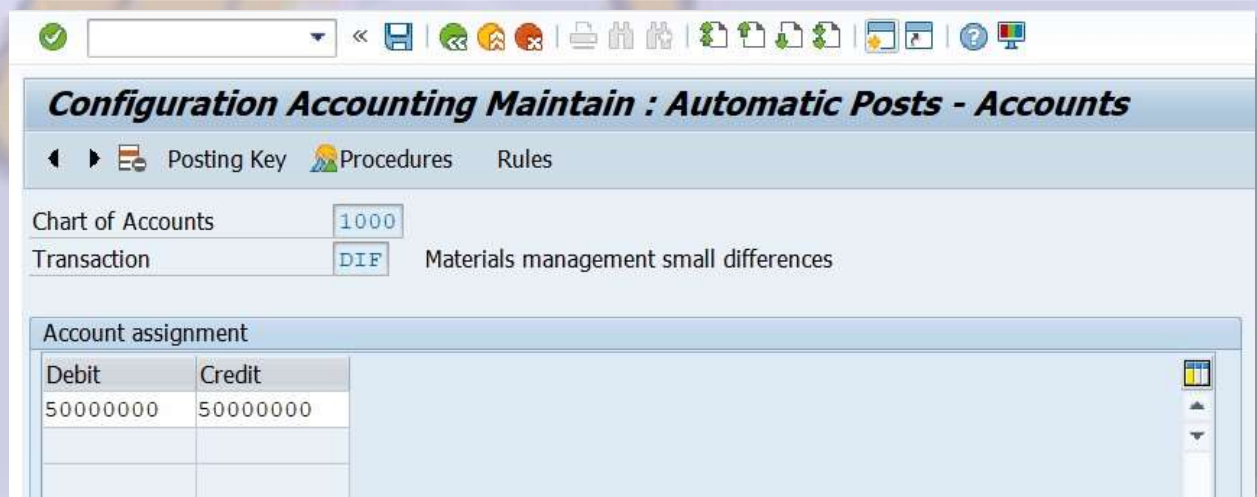 Configuration Accounting Maintain : Automatic Posts - Accounts
Posting Key Procedures Rules
Chart of Accounts 1000
Transaction DIF Materials management small differences
Account assignment
Debit Credit
50000000 50000000